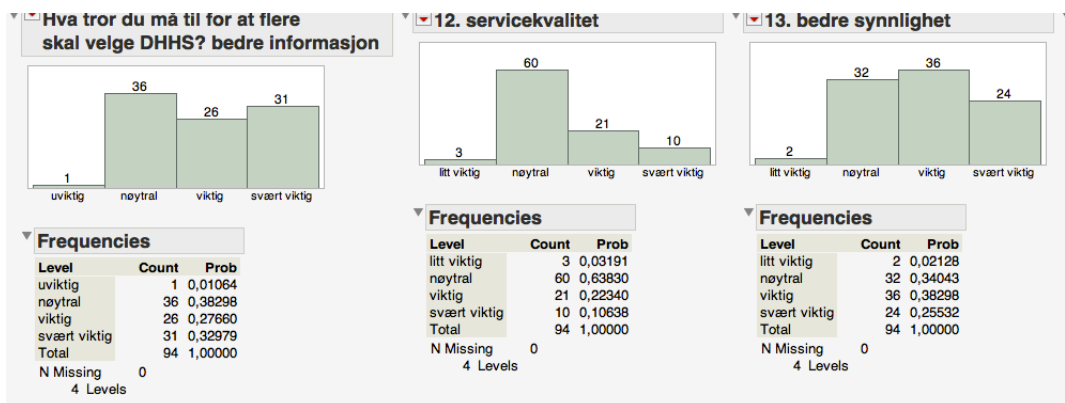 Hva tror du må til for at flere
skal velge DHHS? bedre informasjon
36
31
26
1
uviktig nøytral viktig svært viktig
Frequencies
Level Count Prob
uviktig 1 0,01064
nøytral 36 0,38298
viktig 26 0,27660
svært viktig 31 0,32979
Total 94 1,00000
N Missing 0
4 Levels
12. servicekvalitet
60
21
10
3
litt viktig nøytral viktig svært viktig
Frequencies
Level Count Prob
litt viktig 3 0,03191
nøytral 60 0,63830
viktig 21 0,22340
svært viktig 10 0,10638
Total 94 1,00000
N Missing 0
4 Levels
13. bedre synnlighet
36
32
24
2
litt viktig nøytral viktig svært viktig
Frequencies
Level Count Prob
litt viktig 2 0,02128
nøytral 32 0,34043
viktig 36 0,38298
svært viktig 24 0,25532
Total 94 1,00000
N Missing 0
4 Levels